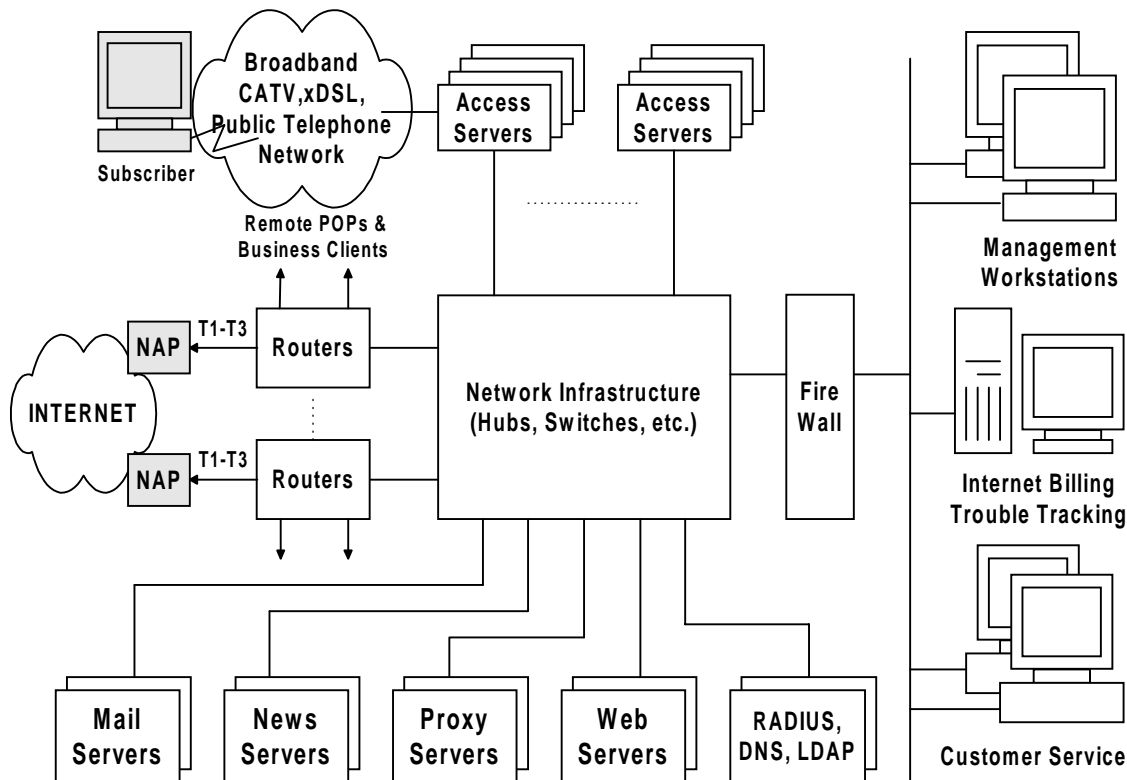 Broadband
CATV,xDSL,
Public Telephone
Network
Subscriber
Access
Servers
Access
Servers
Remote POPs &
Business Clients
Management
Workstations
NAP
T1-T3
Routers
INTERNET
Network Infrastructure
(Hubs, Switches, etc.)
Fire
Wall
NAP
T1-T3
Routers
Internet Billing
Trouble Tracking
Mail
Servers
News
Servers
Proxy
Servers
Web
Servers
RADIUS,
DNS, LDAP
Customer Service